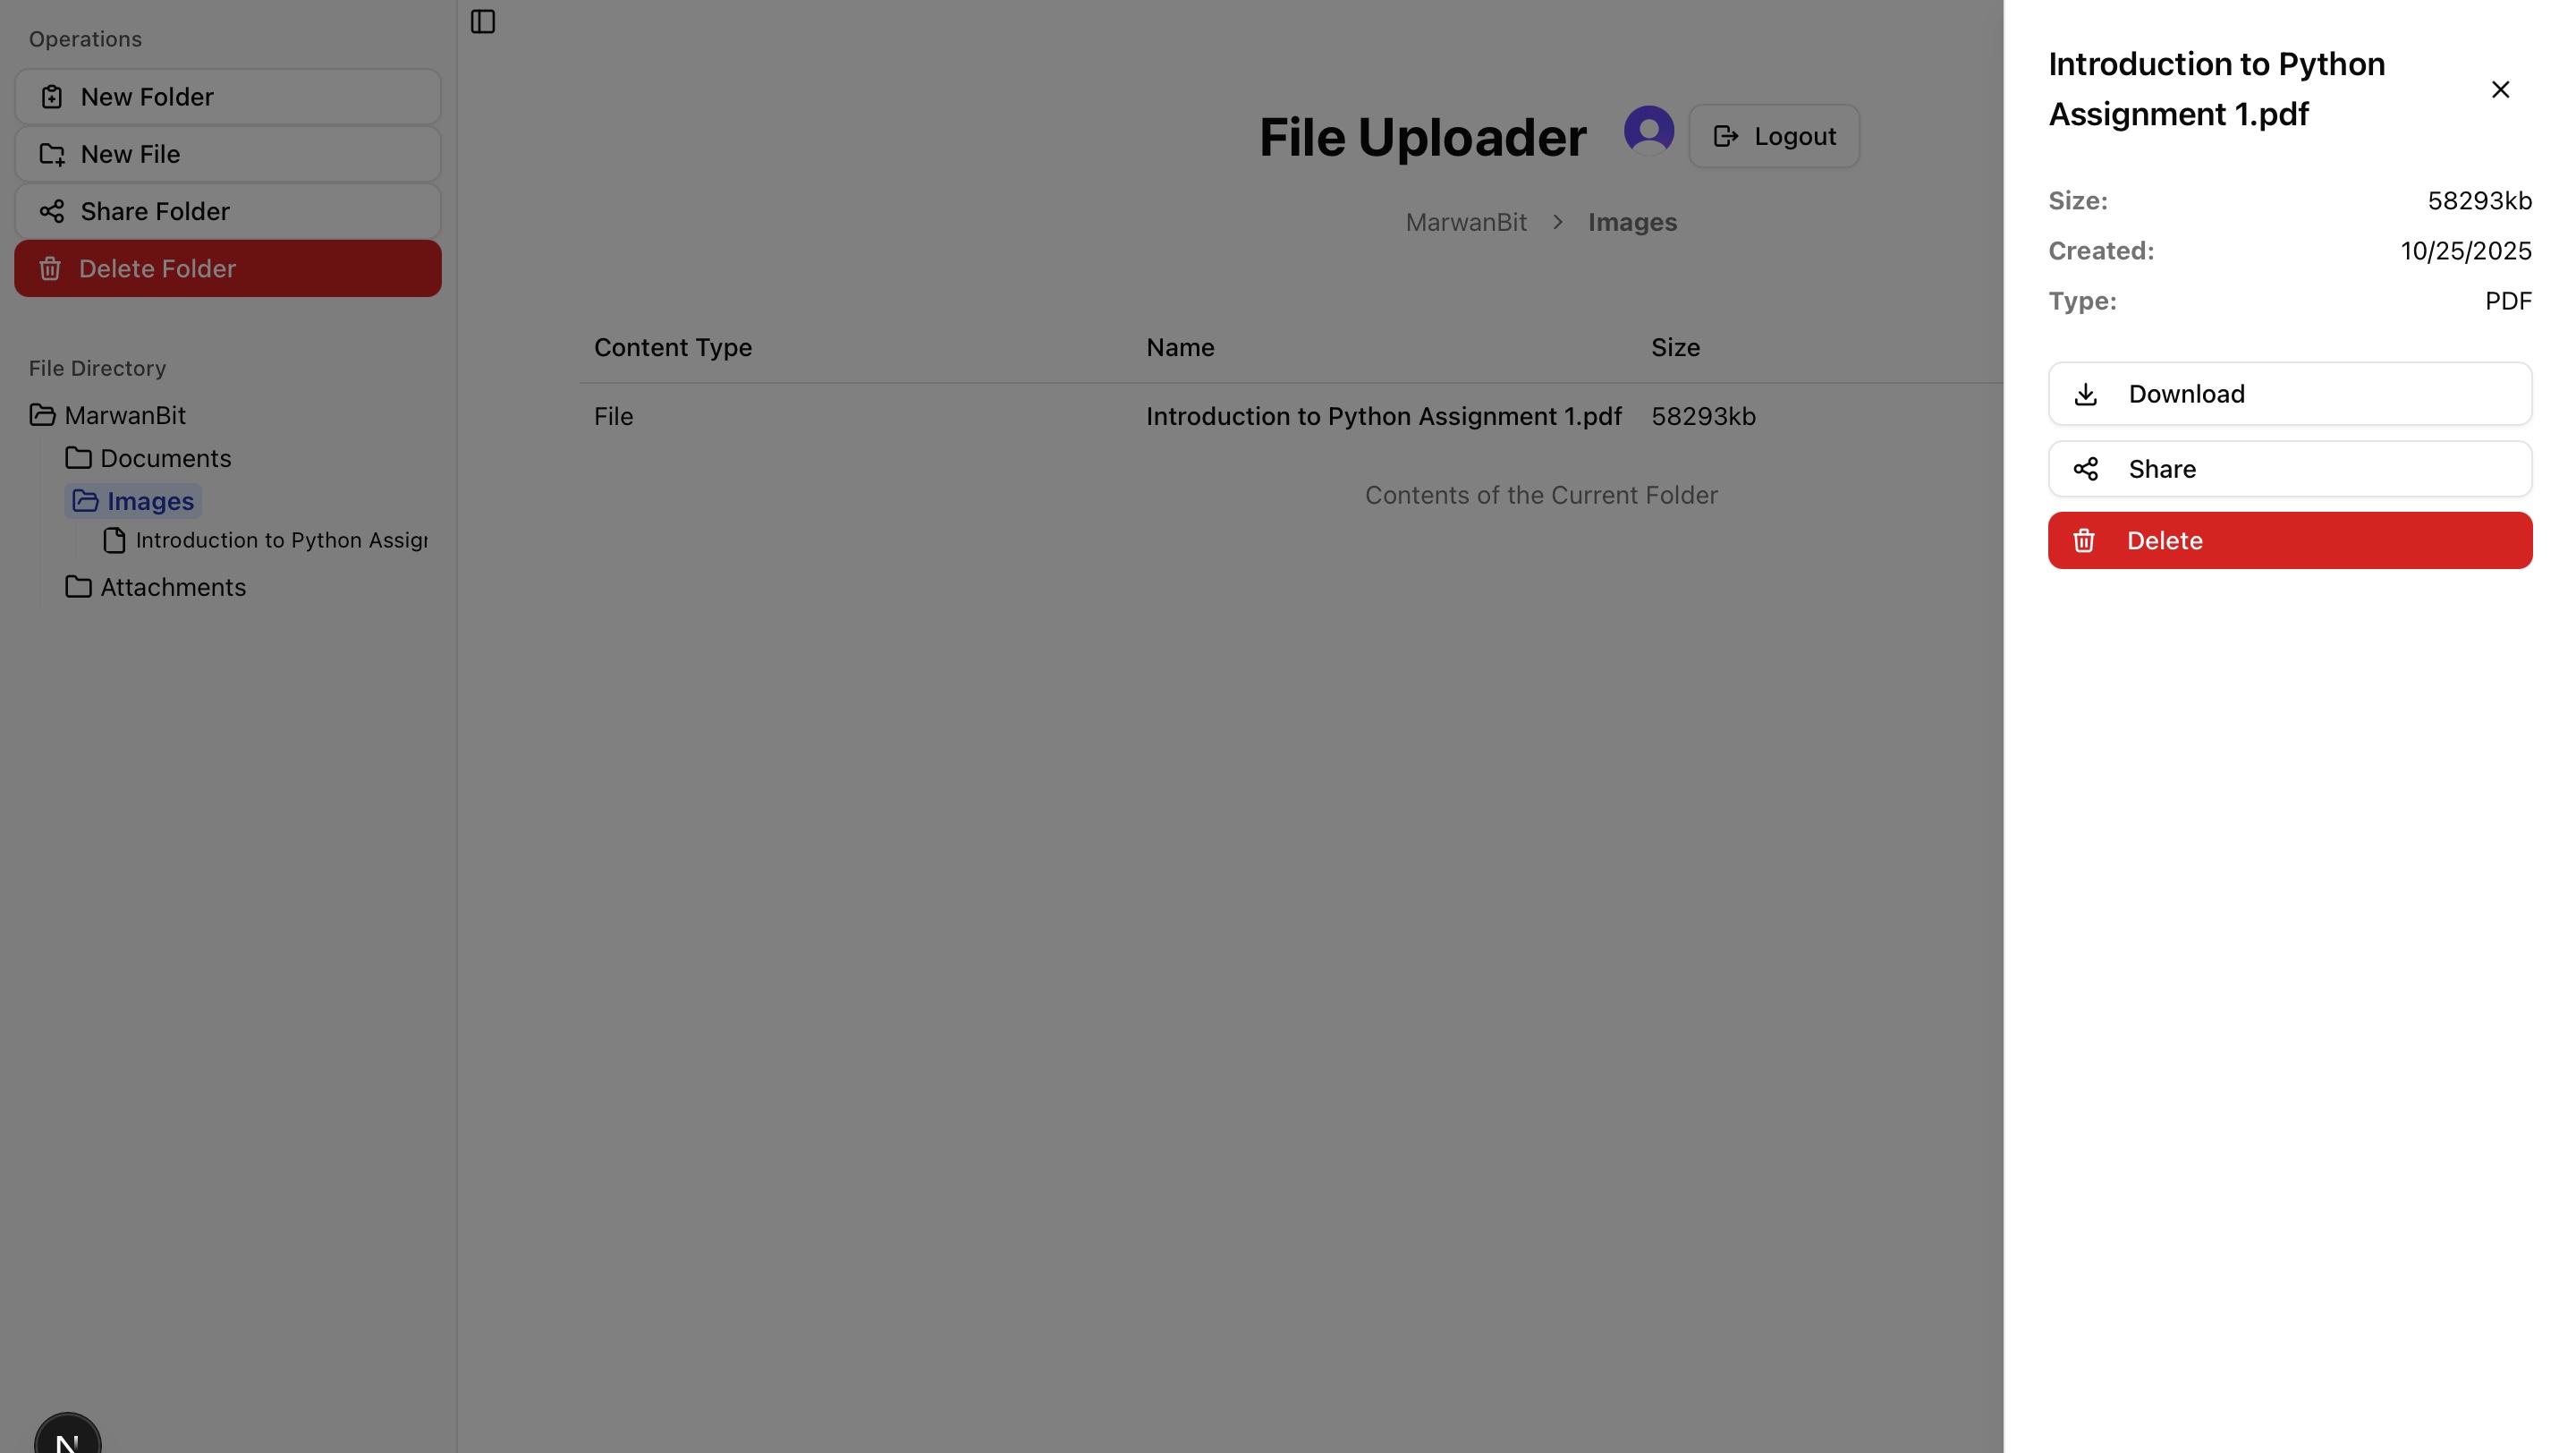 Operations
New Folder
New File
Share Folder
Delete Folder
File Directory
MarwanBit
Documents
Images
Introduction to Python Assigr
Attachments
N
File Uploader
Logout
MarwanBit > Images
Content Type Name Size
File Introduction to Python Assignment 1.pdf 58293kb
Contents of the Current Folder
Introduction to Python
Assignment 1.pdf
Size: 58293kb
Created: 10/25/2025
Type: PDF
Download
Share
Delete